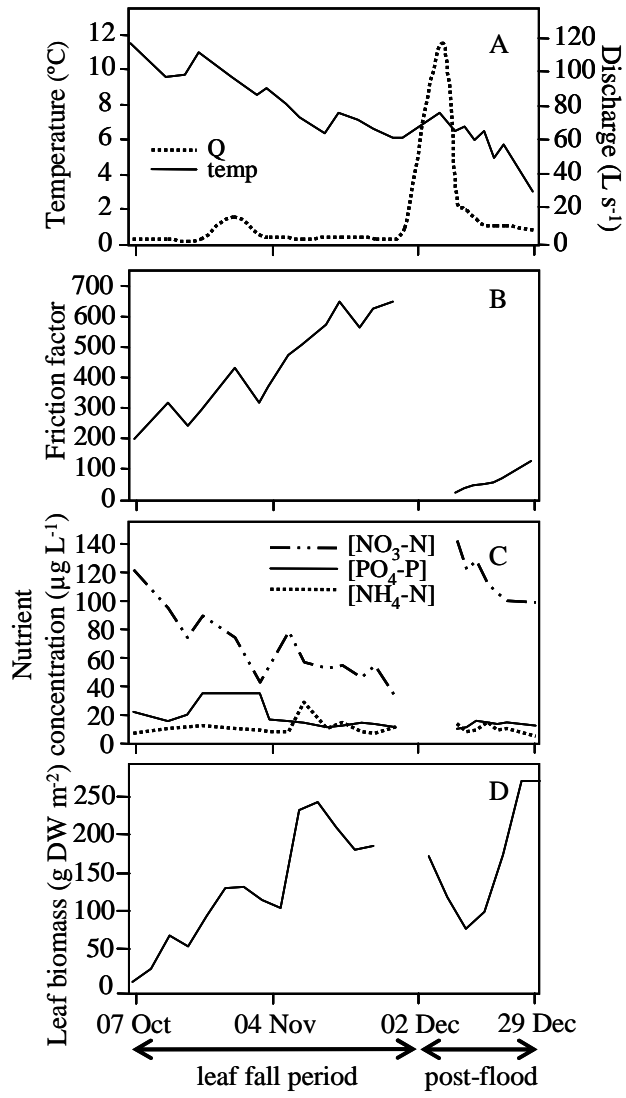 A
Temperature (°C)
12
10
8
6
4
2
0
Discharge (L s-1)
120
100
80
60
40
20
0
Q
temp
B
Friction factor
700
600
500
400
300
200
100
0
C
Nutrient
concentration (µg L-1)
140
120
100
80
60
40
20
0
[NO3-N]
[PO4-P]
[NH4-N]
D
Leaf biomass (g DW m-2)
250
200
150
100
50
0
07 Oct 04 Nov 02 Dec 29 Dec
leaf fall period post-flood